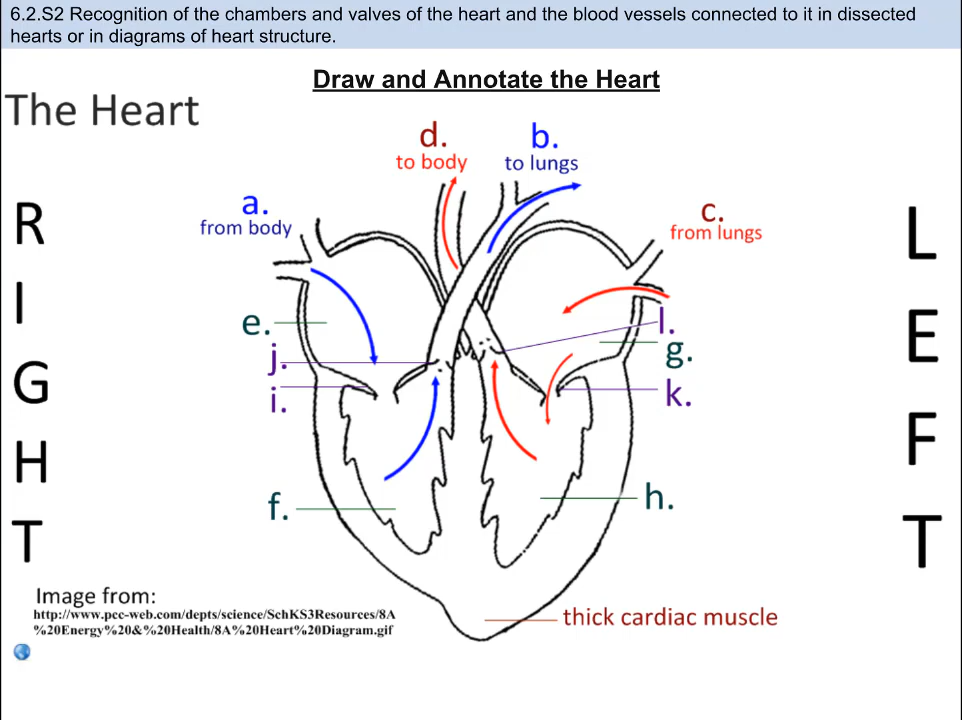 6.2.S2 Recognition of the chambers and valves of the heart and the blood vessels connected to it in dissected
hearts or in diagrams of heart structure.
Draw and Annotate the Heart
The Heart
d.
to body
b.
to lungs
a.
from body
c.
from lungs
R
I
G
H
T
L
E
F
T
e.
j.
i.
f.
l.
g.
k.
h.
thick cardiac muscle
Image from:
http://www.pcc-web.com/depts/science/SchKS3Resources/8A
%20Energy%20&%20Health/8A%20Heart%20Diagram.gif